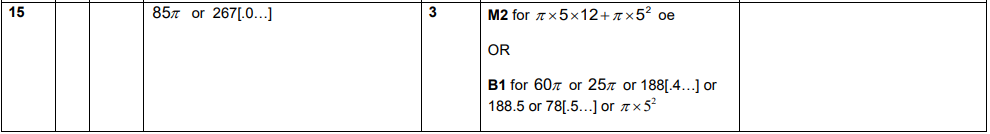 15 85π or 267[.0…] 3 M2 for π×5×12+π×5² oe
OR
B1 for 60π or 25π or 188[.4…] or
188.5 or 78[.5…] or π×5²